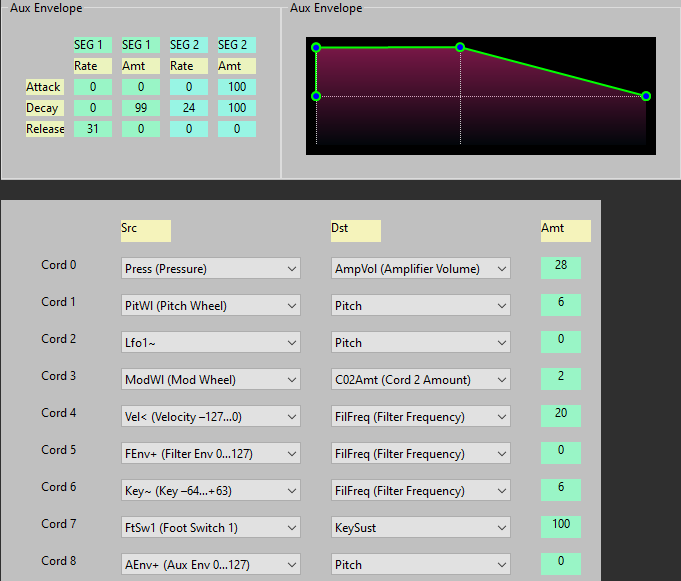 Aux Envelope
Aux Envelope
SEG 1 SEG 1 SEG 2 SEG 2
Rate Amt Rate Amt
Attack 0 0 0 100
Decay 0 99 24 100
Release 31 0 0 0
Src Dst Amt
Cord 0 Press (Pressure) AmpVol (Amplifier Volume) 28
Cord 1 PitWl (Pitch Wheel) Pitch 6
Cord 2 Lfo1~ Pitch 0
Cord 3 ModWl (Mod Wheel) C02Amt (Cord 2 Amount) 2
Cord 4 Vel< (Velocity –127...0) FilFreq (Filter Frequency) 20
Cord 5 FEnv+ (Filter Env 0...127) FilFreq (Filter Frequency) 0
Cord 6 Key~ (Key –64...+63) FilFreq (Filter Frequency) 6
Cord 7 FtSw1 (Foot Switch 1) KeySust 100
Cord 8 AEnv+ (Aux Env 0...127) Pitch 0